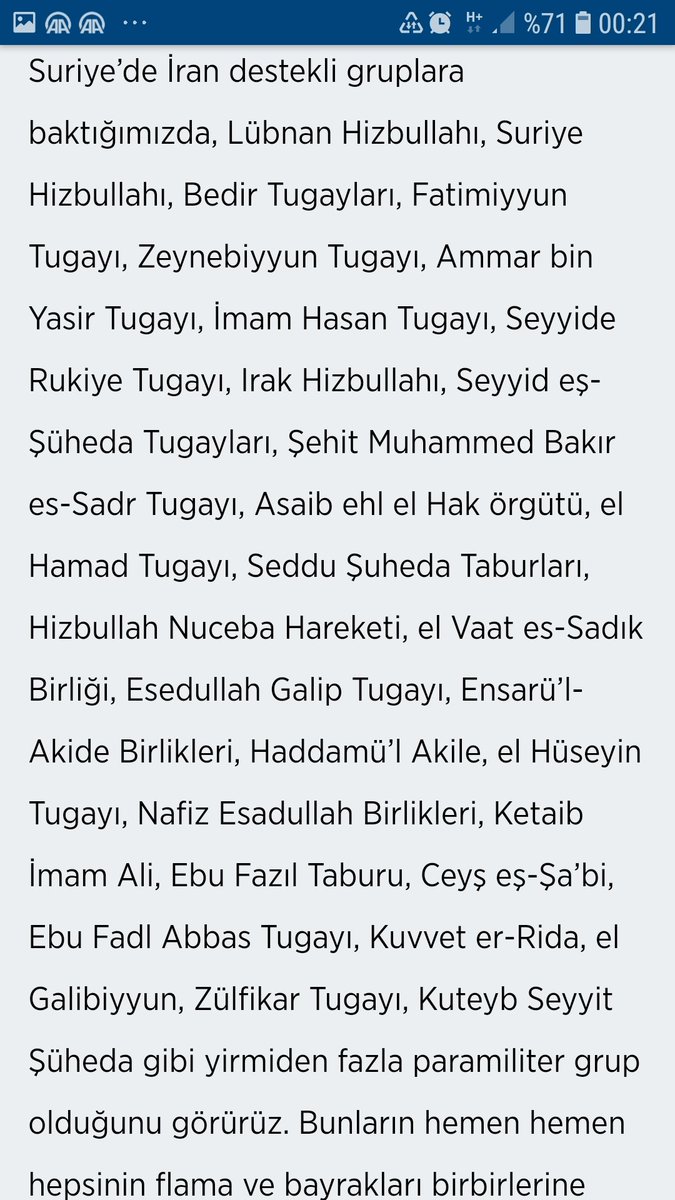 AA AA ... H+ %71 00:21
Suriye’de İran destekli gruplara
baktığımızda, Lübnan Hizbullahı, Suriye
Hizbullahı, Bedir Tugayları, Fatimiyyun
Tugayı, Zeynebiyyun Tugayı, Ammar bin
Yasir Tugayı, İmam Hasan Tugayı, Seyyide
Rukiye Tugayı, Irak Hizbullahı, Seyyid eş-
Şüheda Tugayları, Şehit Muhammed Bakır
es-Sadr Tugayı, Asaib ehl el Hak örgütü, el
Hamad Tugayı, Seddu Şuheda Taburları,
Hizbullah Nuceba Hareketi, el Vaat es-Sadık
Birliği, Esedullah Galip Tugayı, Ensarü’l-
Akide Birlikleri, Haddamü’l Akile, el Hüseyin
Tugayı, Nafiz Esadullah Birlikleri, Ketaib
İmam Ali, Ebu Fazıl Taburu, Ceyş eş-Şa’bi,
Ebu Fadl Abbas Tugayı, Kuvvet er-Rida, el
Galibiyyun, Zülfikar Tugayı, Kuteyb Seyyit
Şüheda gibi yirmiden fazla paramiliter grup
olduğunu görürüz. Bunların hemen hemen
hepsinin flama ve bayrakları birbirlerine